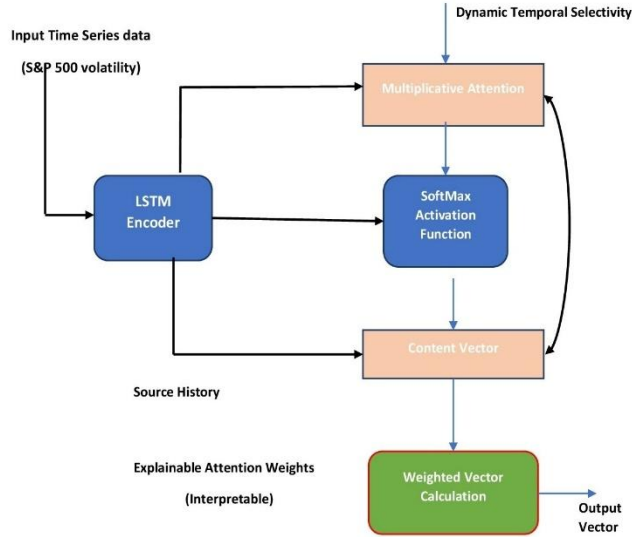 Dynamic Temporal Selectivity
Input Time Series data
(S&P 500 volatility)
Multiplicative Attention
LSTM
Encoder
SoftMax
Activation
Function
Content Vector
Source History
Explainable Attention Weights
(Interpretable)
Weighted Vector
Calculation
Output
Vector